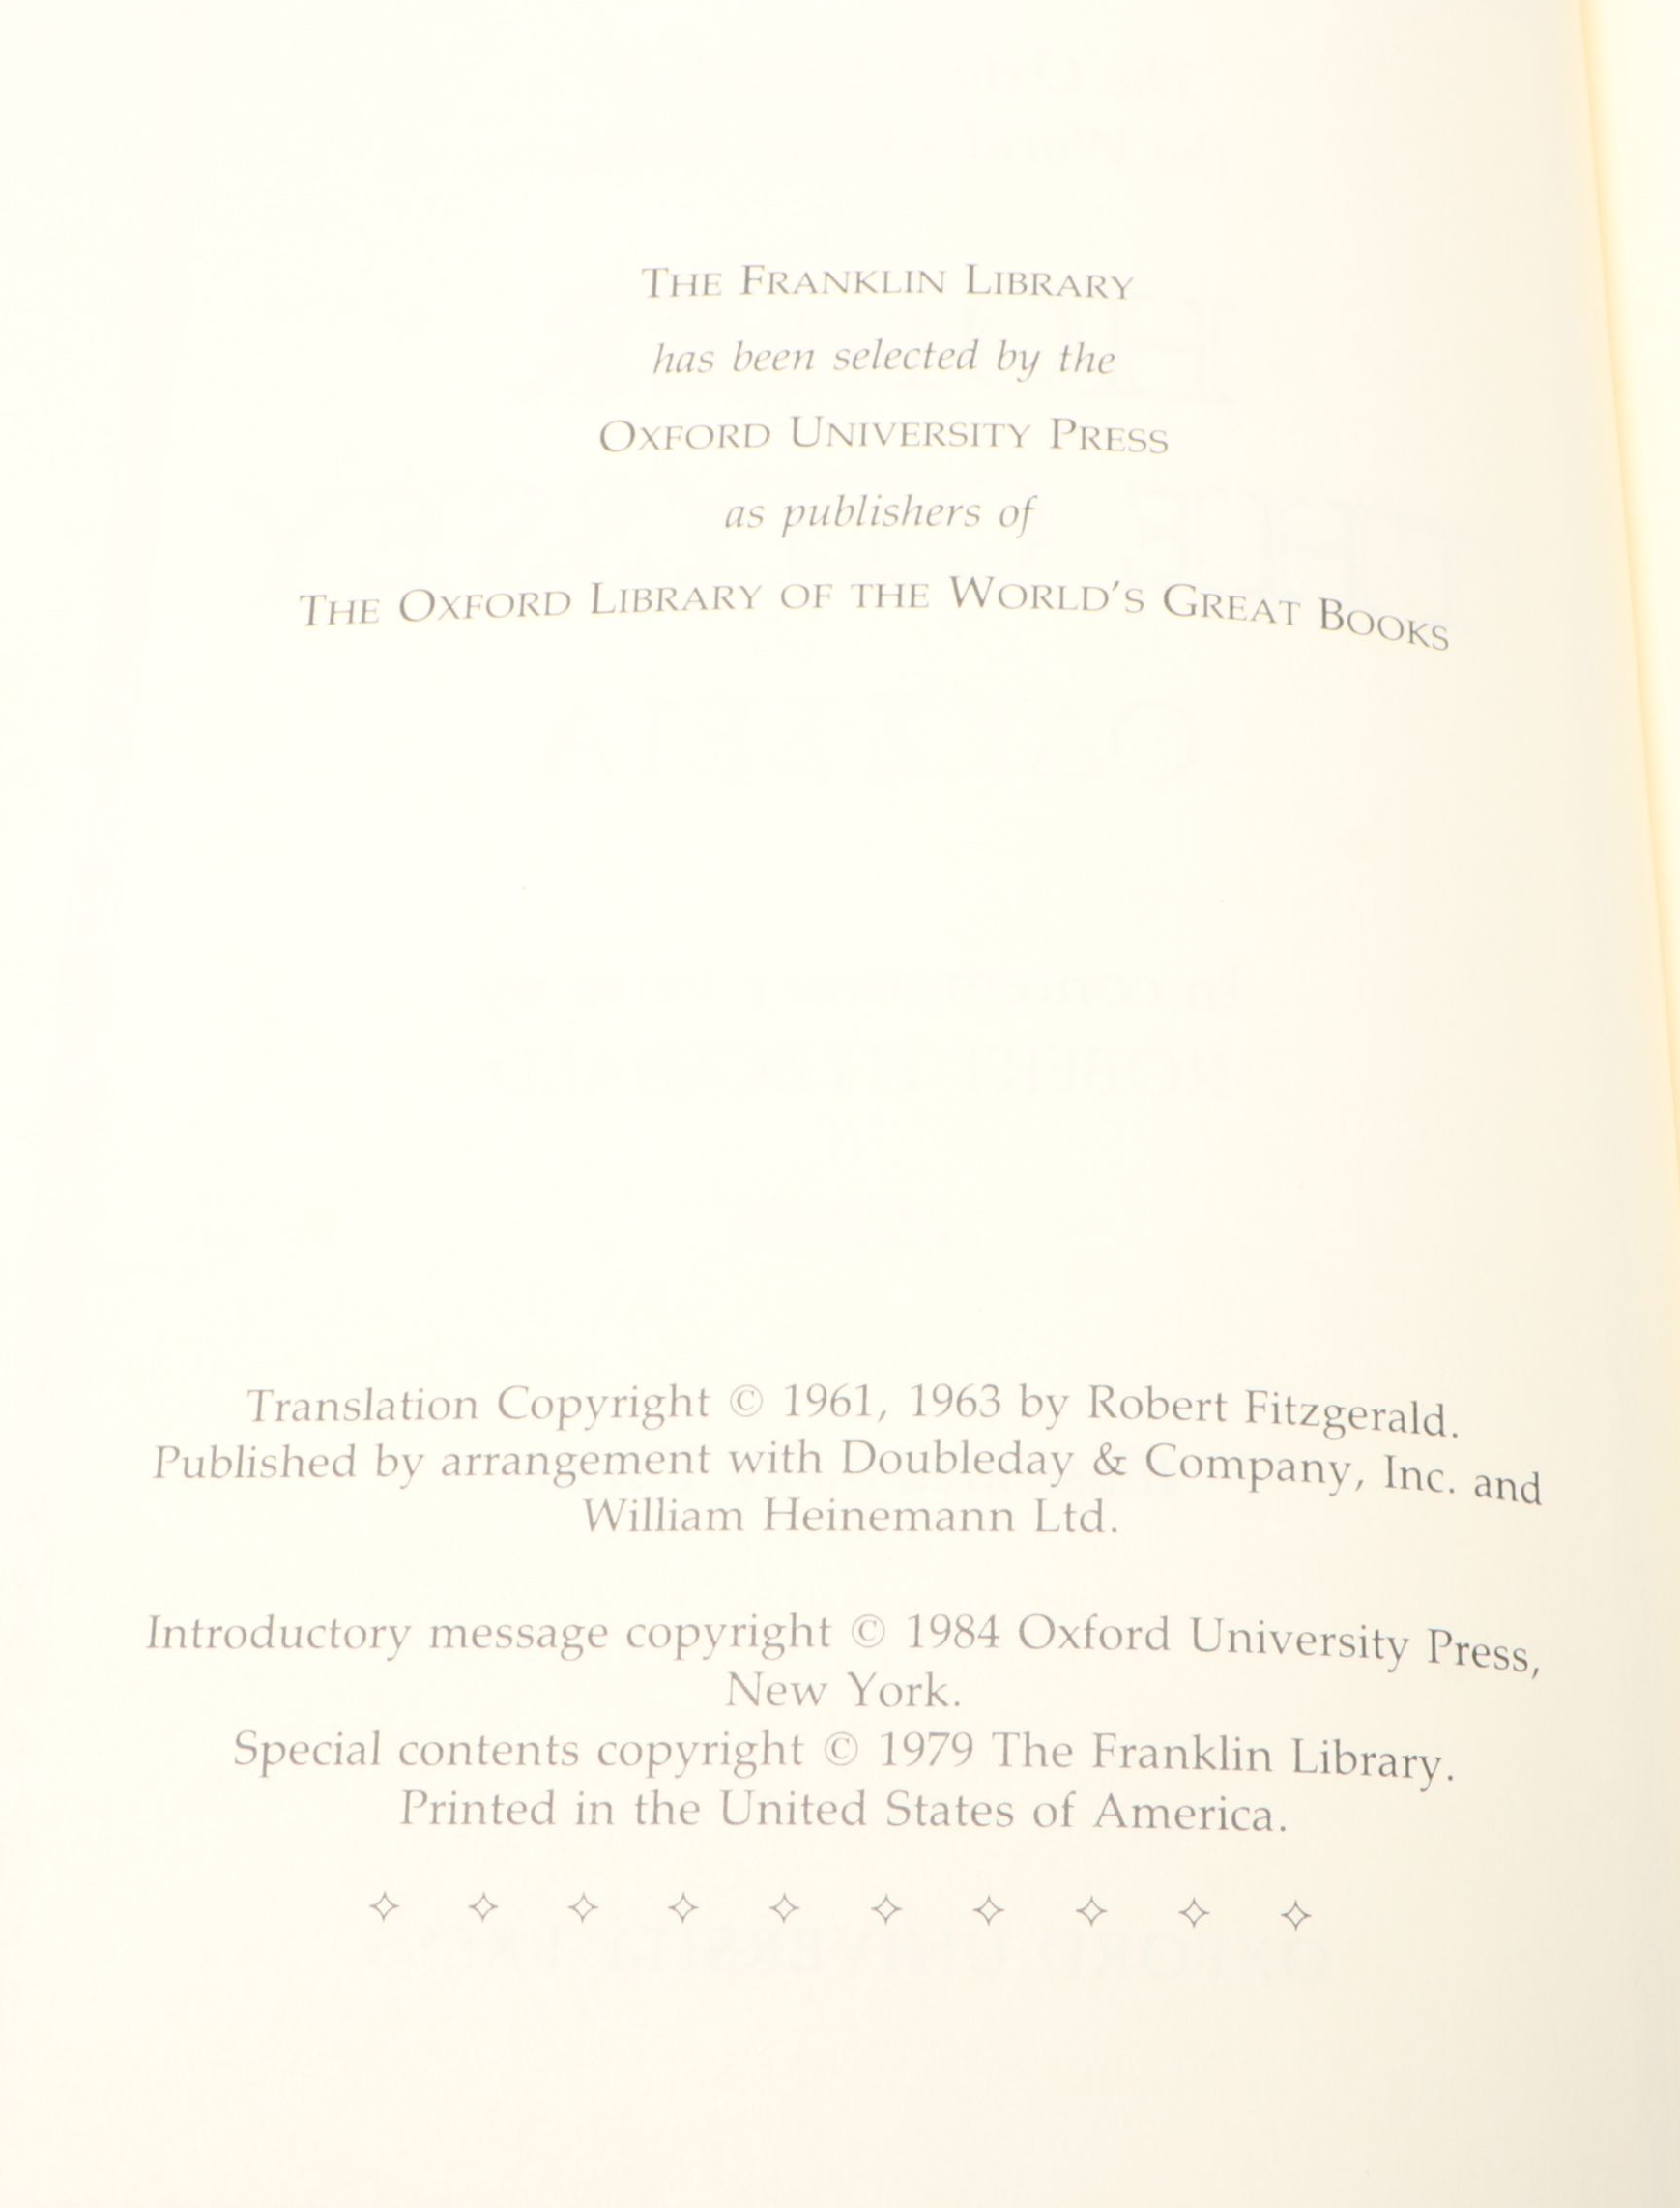 THE FRANKLIN LIBRARY
has been selected by the
OXFORD UNIVERSITY PRESS
as publishers of
THE OXFORD LIBRARY OF THE WORLD'S GREAT BOOKS
Translation Copyright © 1961, 1963 by Robert Fitzgerald.
Published by arrangement with Doubleday & Company, Inc. and
William Heinemann Ltd.
Introductory message copyright © 1984 Oxford University Press,
New York.
Special contents copyright © 1979 The Franklin Library.
Printed in the United States of America.